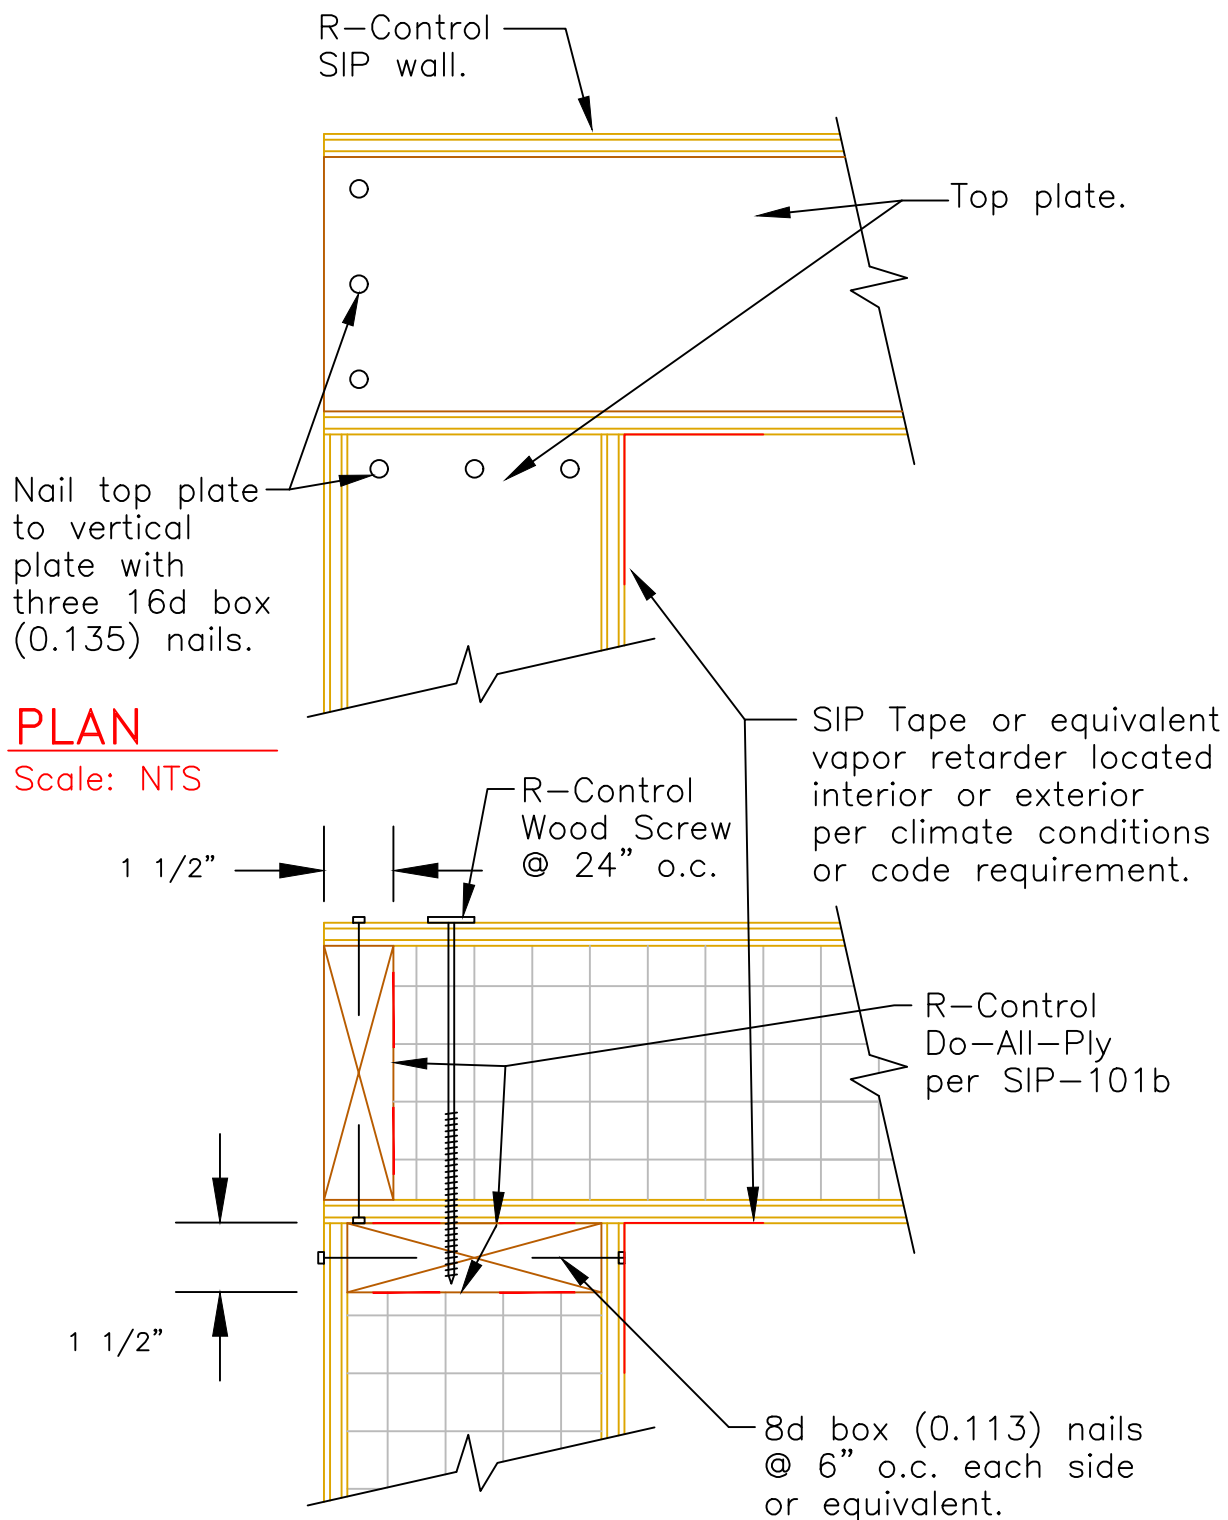 R-Control
SIP wall.
Top plate.
Nail top plate
to vertical
plate with
three 16d box
(0.135) nails.
PLAN
Scale: NTS
SIP Tape or equivalent
vapor retarder located
interior or exterior
per climate conditions
or code requirement.
R-Control
Wood Screw
@ 24" o.c.
1 1/2"
R-Control
Do-All-Ply
per SIP-101b
1 1/2"
8d box (0.113) nails
@ 6" o.c. each side
or equivalent.